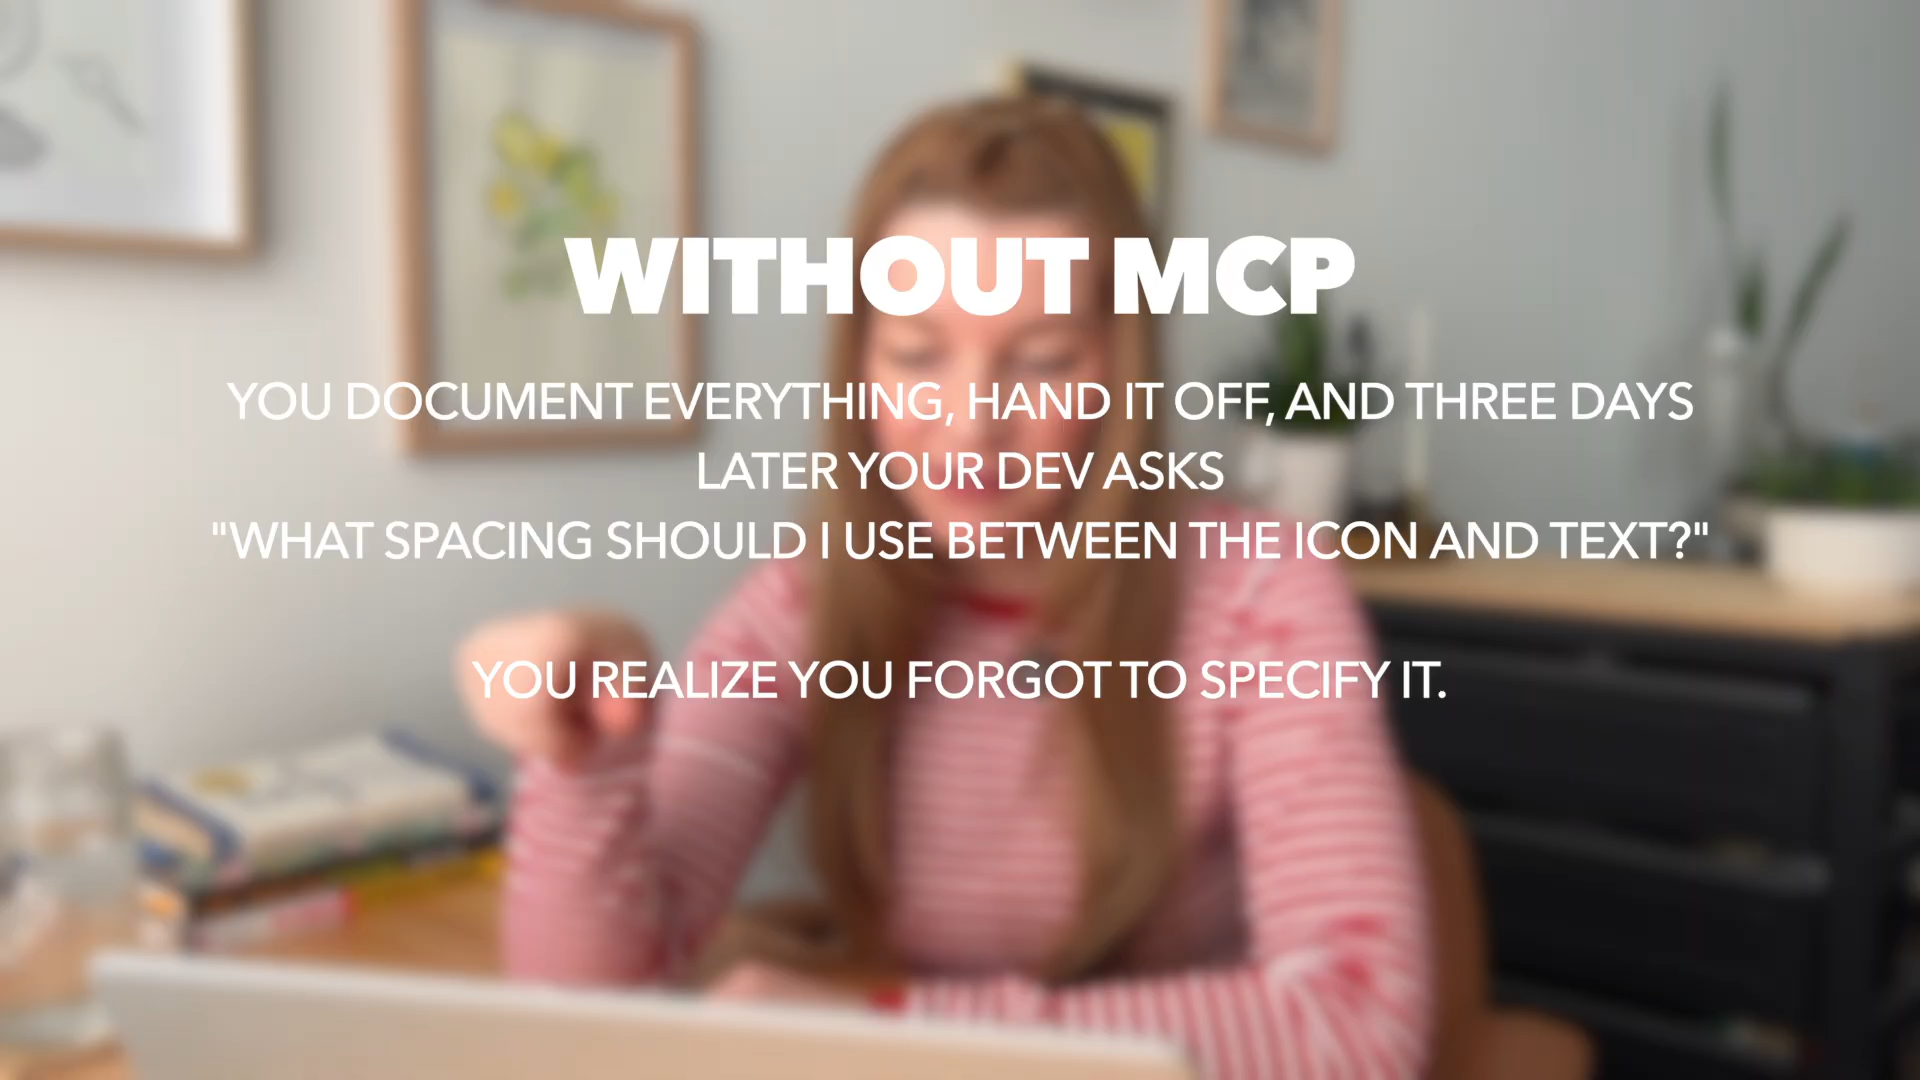 WITHOUT MCP
YOU DOCUMENT EVERYTHING, HAND IT OFF, AND THREE DAYS
LATER YOUR DEV ASKS
"WHAT SPACING SHOULD I USE BETWEEN THE ICON AND TEXT?"
YOU REALIZE YOU FORGOT TO SPECIFY IT.